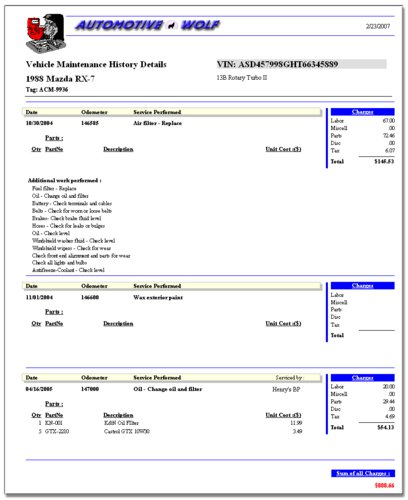 AUTOMOTIVE WOLF
2/23/2007
Vehicle Maintenance History Details
VIN: ASD457998GHT66345889
1988 Mazda RX-7
13B Rotary Turbo II
Tag: ACM-9936
Date Odometer Service Performed Charges
10/30/2004 146585 Air filter - Replace
Labor 67.00
Miscell .00
Parts 72.46
Disc .00
Tax 6.07
Total $145.53
Parts :
Qty PartNo Description Unit Cost ($)
Additional work performed :
Fuel filter - Replace
Oil - Change oil and filter
Battery - Check terminals and cables
Belts - Check for worn or loose belts
Brakes- Check brake fluid level
Hoses - Check for leaks or bulges
Oil - Check level
Windshield washer fluid - Check level
Windshield wipers - Check for wear
Check front end alignment and parts for wear
Check all lights and bulbs
Antifreeze-Coolant - Check level
Date Odometer Service Performed Charges
11/01/2004 146600 Wax exterior paint
Labor
Miscell
Parts
Disc
Tax
Total
Parts :
Qty PartNo Description Unit Cost ($)
Date Odometer Service Performed Serviced by : Charges
04/16/2005 147000 Oil - Change oil and filter Henry's BP
Labor 20.00
Miscell .00
Parts 29.44
Disc .00
Tax 4.69
Total $54.13
Parts :
Qty PartNo Description Unit Cost ($)
1 KN-001 K&N Oil Filter 11.99
5 GTX-2210 Castrol GTX 10W30 3.49
Sum of all Charges :